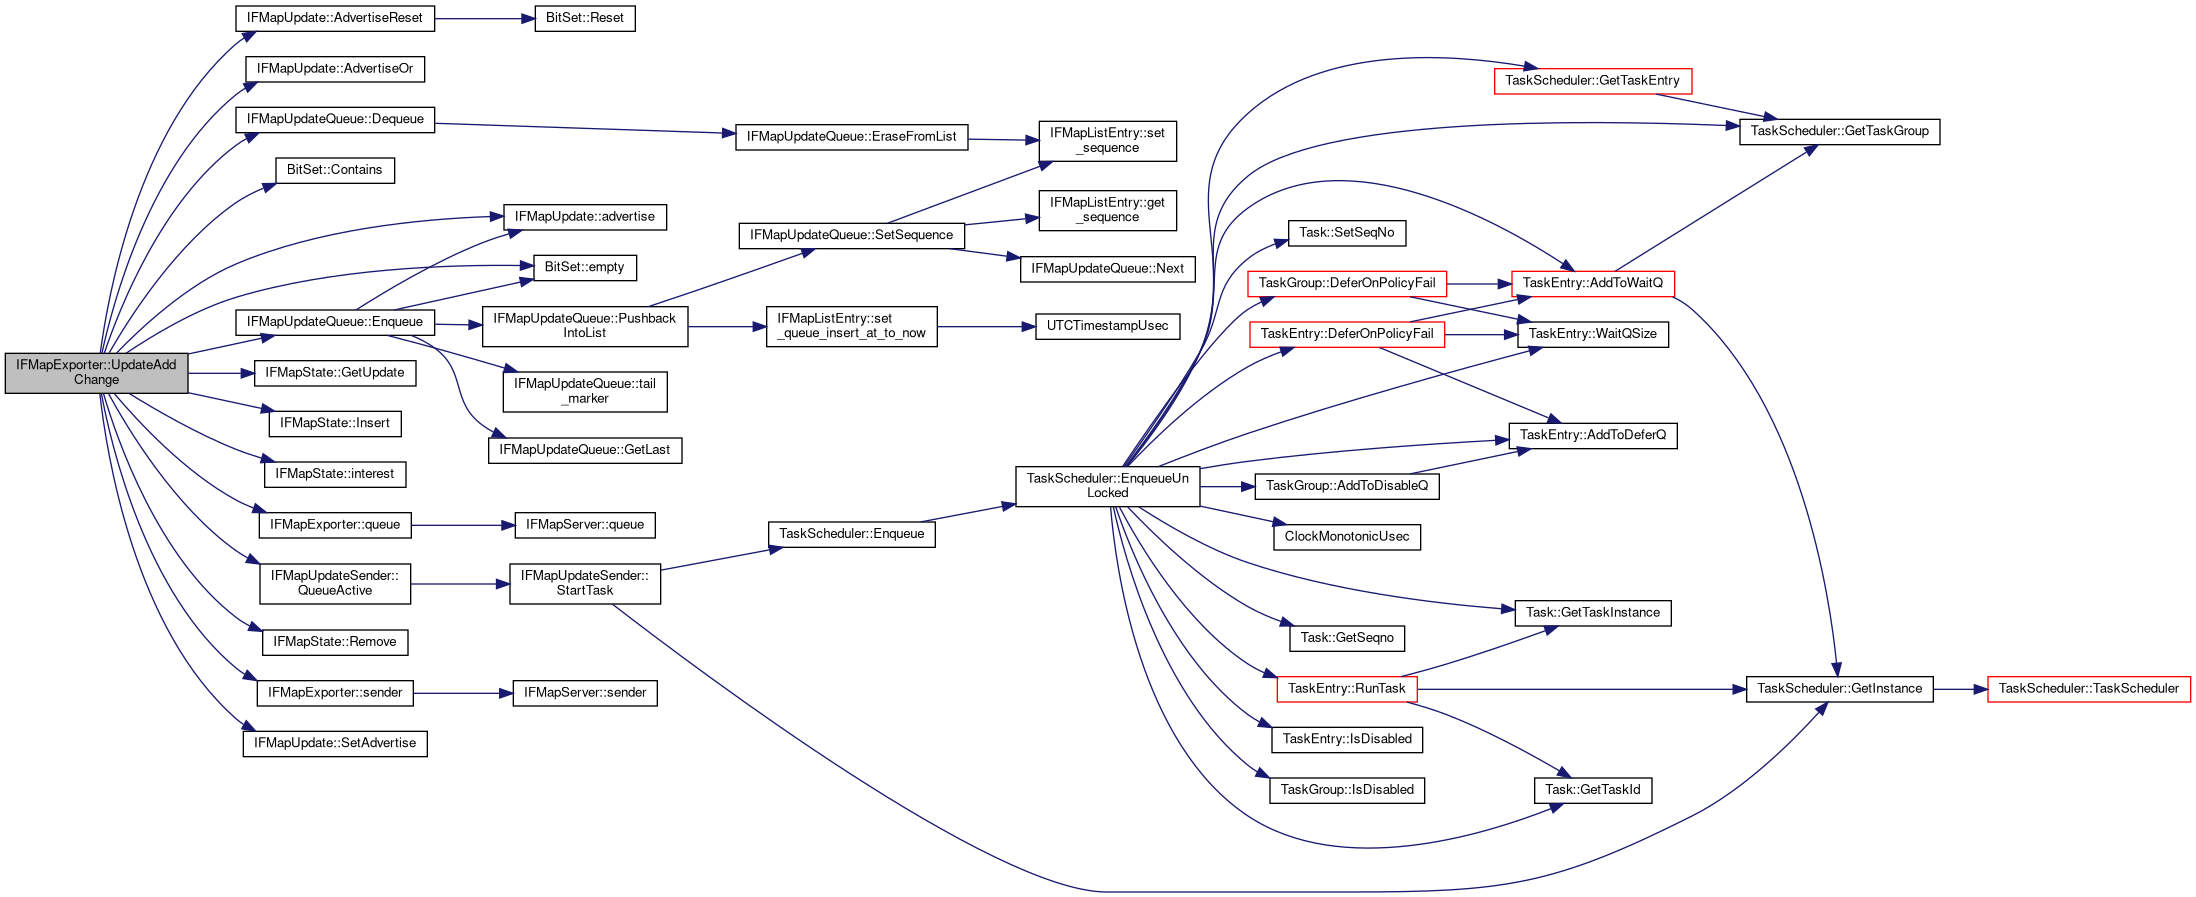 IFMapExporter::UpdateAdd
Change
IFMapUpdate::AdvertiseReset
BitSet::Reset
IFMapUpdate::AdvertiseOr
IFMapUpdateQueue::Dequeue
IFMapUpdateQueue::EraseFromList
IFMapListEntry::set
_sequence
BitSet::Contains
IFMapUpdate::advertise
BitSet::empty
IFMapUpdateQueue::Enqueue
IFMapUpdateQueue::Pushback
IntoList
IFMapUpdateQueue::SetSequence
IFMapListEntry::get
_sequence
IFMapUpdateQueue::Next
IFMapListEntry::set
_queue_insert_at_to_now
UTCTimestampUsec
IFMapUpdateQueue::tail
_marker
IFMapUpdateQueue::GetLast
IFMapState::GetUpdate
IFMapState::Insert
IFMapState::interest
IFMapExporter::queue
IFMapServer::queue
IFMapUpdateSender::
QueueActive
IFMapUpdateSender::
StartTask
TaskScheduler::Enqueue
TaskScheduler::EnqueueUn
Locked
IFMapState::Remove
IFMapExporter::sender
IFMapServer::sender
IFMapUpdate::SetAdvertise
TaskScheduler::GetTaskEntry
TaskScheduler::GetTaskGroup
Task::SetSeqNo
TaskGroup::DeferOnPolicyFail
TaskEntry::AddToWaitQ
TaskEntry::DeferOnPolicyFail
TaskEntry::WaitQSize
TaskEntry::AddToDeferQ
TaskGroup::AddToDisableQ
ClockMonotonicUsec
Task::GetTaskInstance
Task::GetSeqno
TaskEntry::RunTask
TaskScheduler::GetInstance
TaskScheduler::TaskScheduler
TaskEntry::IsDisabled
TaskGroup::IsDisabled
Task::GetTaskId